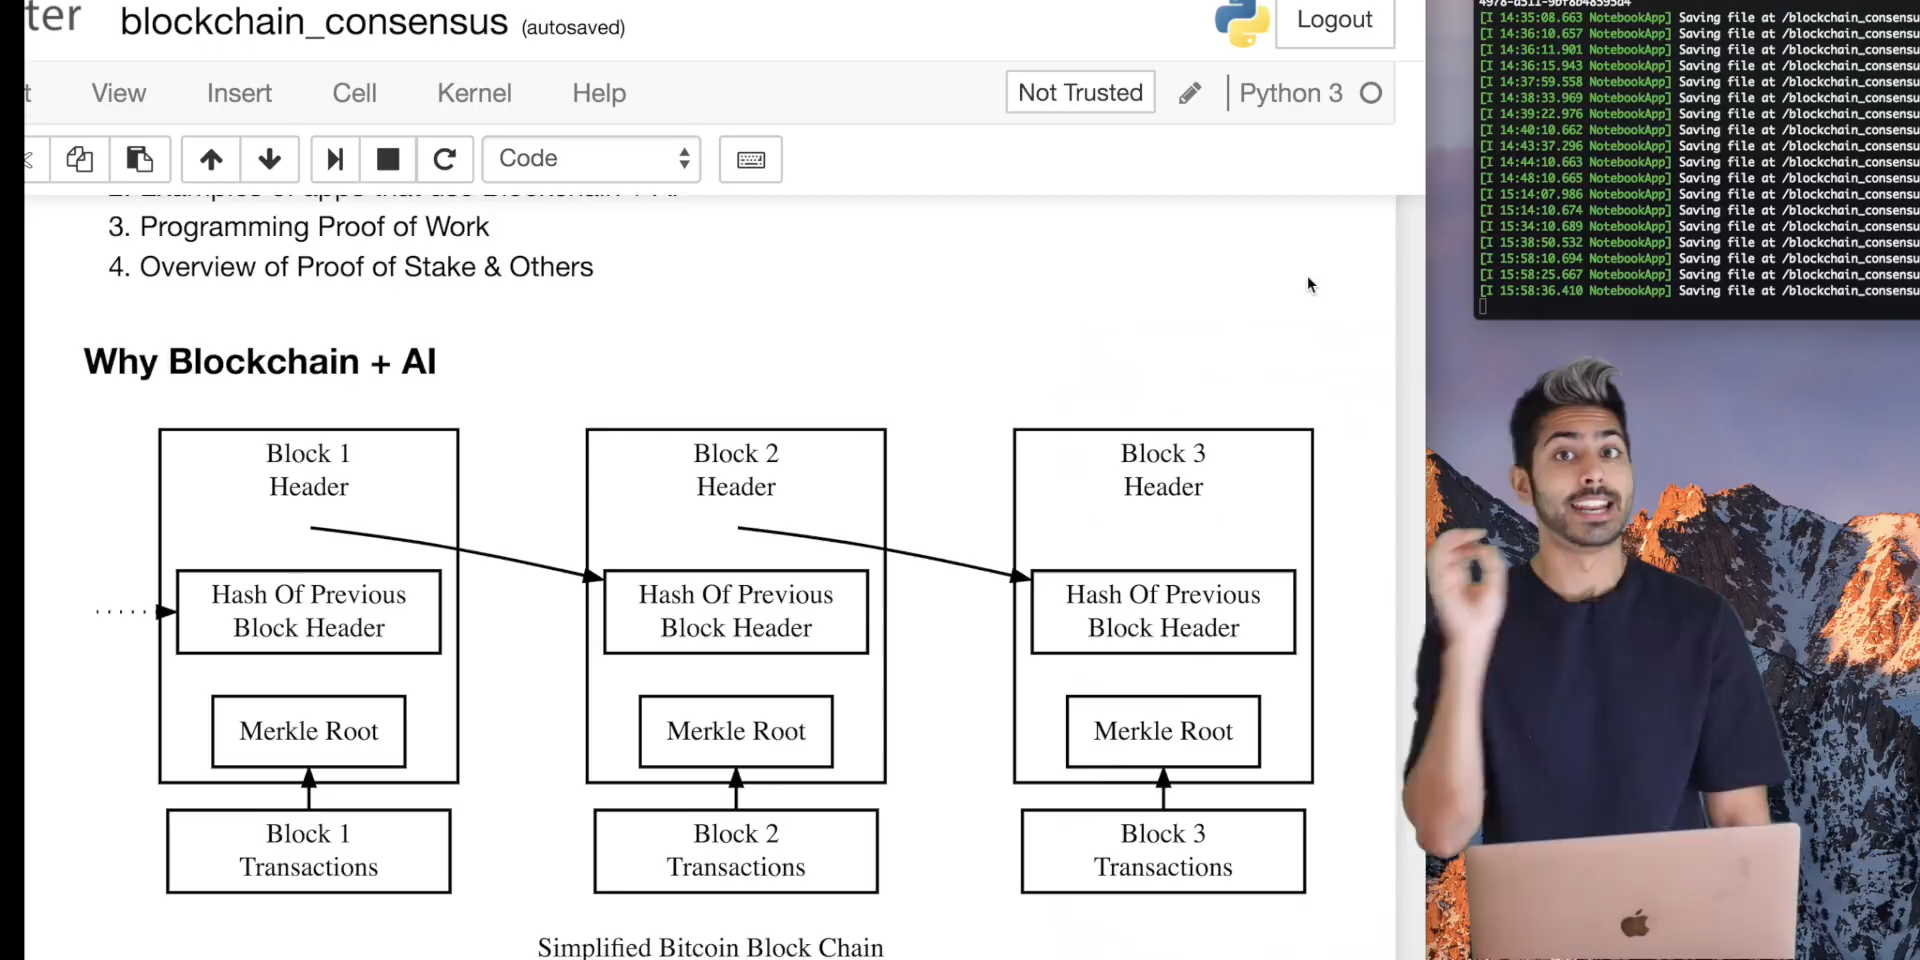 ter blockchain_consensus (autosaved)
Logout
t View Insert Cell Kernel Help
Not Trusted
Python 3
Code
2. Examples of apps that use Blockchain + AI
3. Programming Proof of Work
4. Overview of Proof of Stake & Others
Why Blockchain + AI
Block 1
Header
Hash Of Previous
Block Header
Merkle Root
Block 1
Transactions
Block 2
Header
Hash Of Previous
Block Header
Merkle Root
Block 2
Transactions
Block 3
Header
Hash Of Previous
Block Header
Merkle Root
Block 3
Transactions
Simplified Bitcoin Block Chain
[I 14:35:08.663 NotebookApp] Saving file at /blockchain_consensu
[I 14:36:10.657 NotebookApp] Saving file at /blockchain_consensu
[I 14:36:11.901 NotebookApp] Saving file at /blockchain_consensu
[I 14:36:15.943 NotebookApp] Saving file at /blockchain_consensu
[I 14:37:59.558 NotebookApp] Saving file at /blockchain_consensu
[I 14:38:33.969 NotebookApp] Saving file at /blockchain_consensu
[I 14:39:22.976 NotebookApp] Saving file at /blockchain_consensu
[I 14:40:10.662 NotebookApp] Saving file at /blockchain_consensu
[I 14:43:37.296 NotebookApp] Saving file at /blockchain_consensu
[I 14:44:10.663 NotebookApp] Saving file at /blockchain_consensu
[I 14:48:10.665 NotebookApp] Saving file at /blockchain_consensu
[I 15:14:07.986 NotebookApp] Saving file at /blockchain_consensu
[I 15:14:10.674 NotebookApp] Saving file at /blockchain_consensu
[I 15:34:10.689 NotebookApp] Saving file at /blockchain_consensu
[I 15:38:50.532 NotebookApp] Saving file at /blockchain_consensu
[I 15:58:10.694 NotebookApp] Saving file at /blockchain_consensu
[I 15:58:25.667 NotebookApp] Saving file at /blockchain_consensu
[I 15:58:36.410 NotebookApp] Saving file at /blockchain_consensu